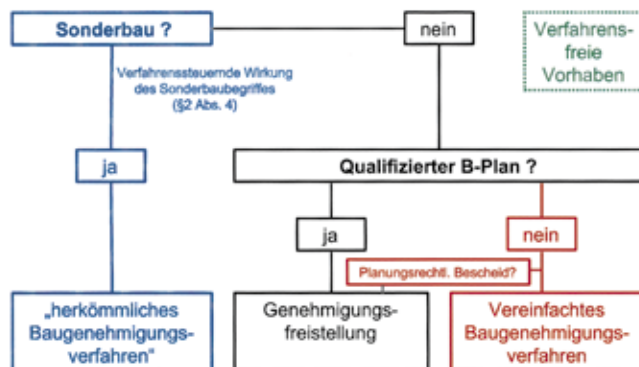 Sonderbau ?
nein
Verfahrens-
freie
Vorhaben
Verfahrenssteuernde Wirkung
des Sonderbaubegriffes
(§2 Abs. 4)
ja
Qualifizierter B-Plan ?
ja
nein
Planungsrechtl. Bescheid?
„herkömmliches
Baugenehmigungs-
verfahren“
Genehmigungs-
freistellung
Vereinfachtes
Baugenehmigungs-
verfahren